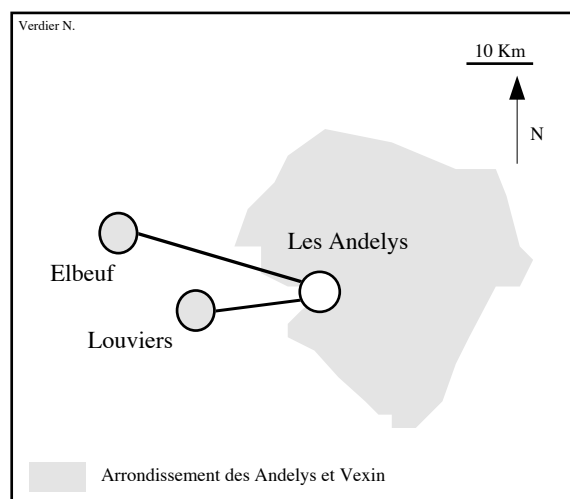 Verdier N.
10 Km
N
Les Andelys
Elbeuf
Louviers
Arrondissement des Andelys et Vexin